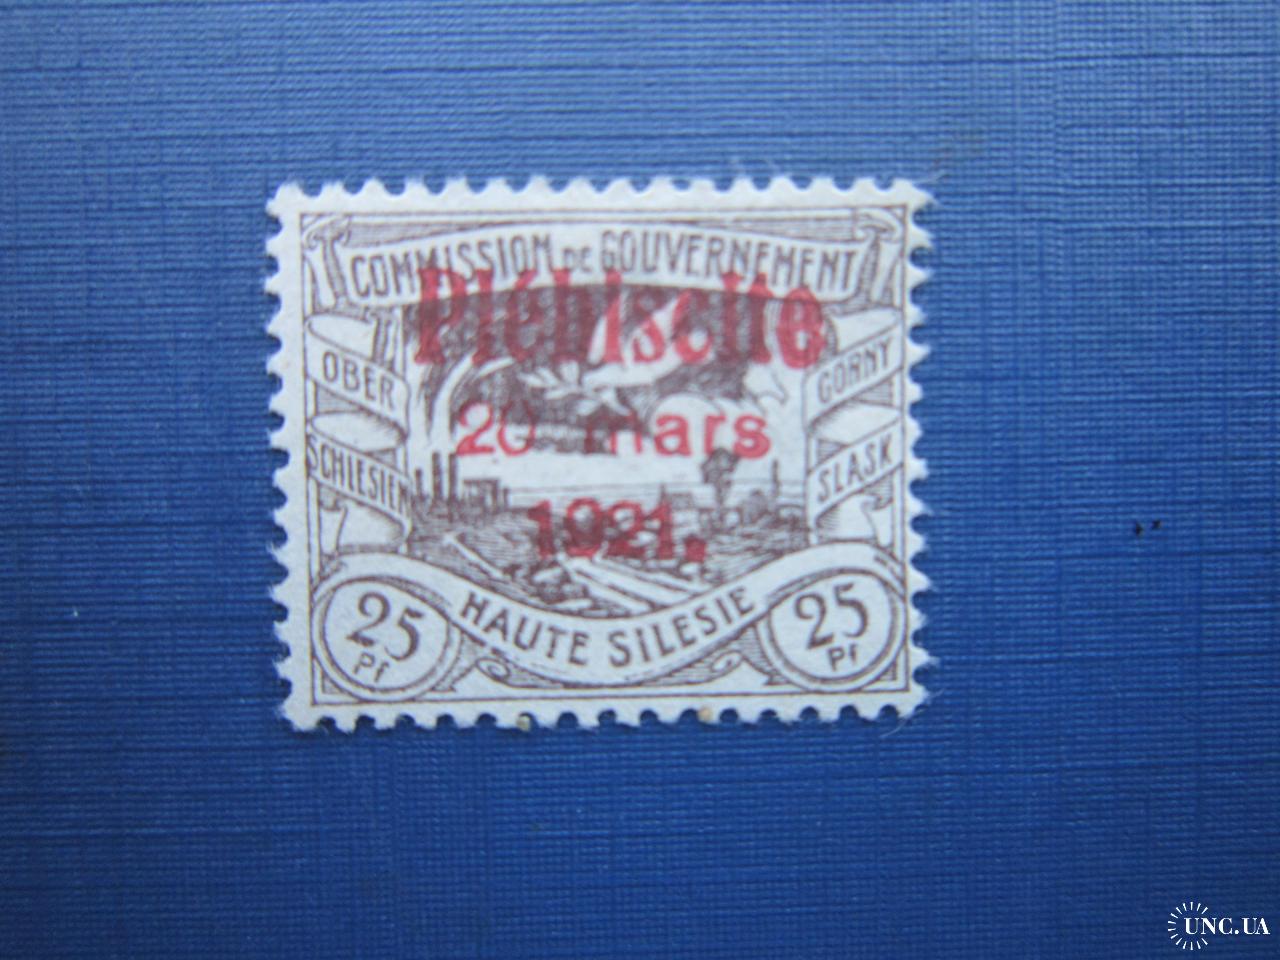 COMMISSION DE GOUVERNEMENT
Plébiscite
OBER
GORNY
20 mars
SCHLESIEN
SLASK
1921.
HAUTE SILESIE
25 Pf
25 Pf
UNC.UA